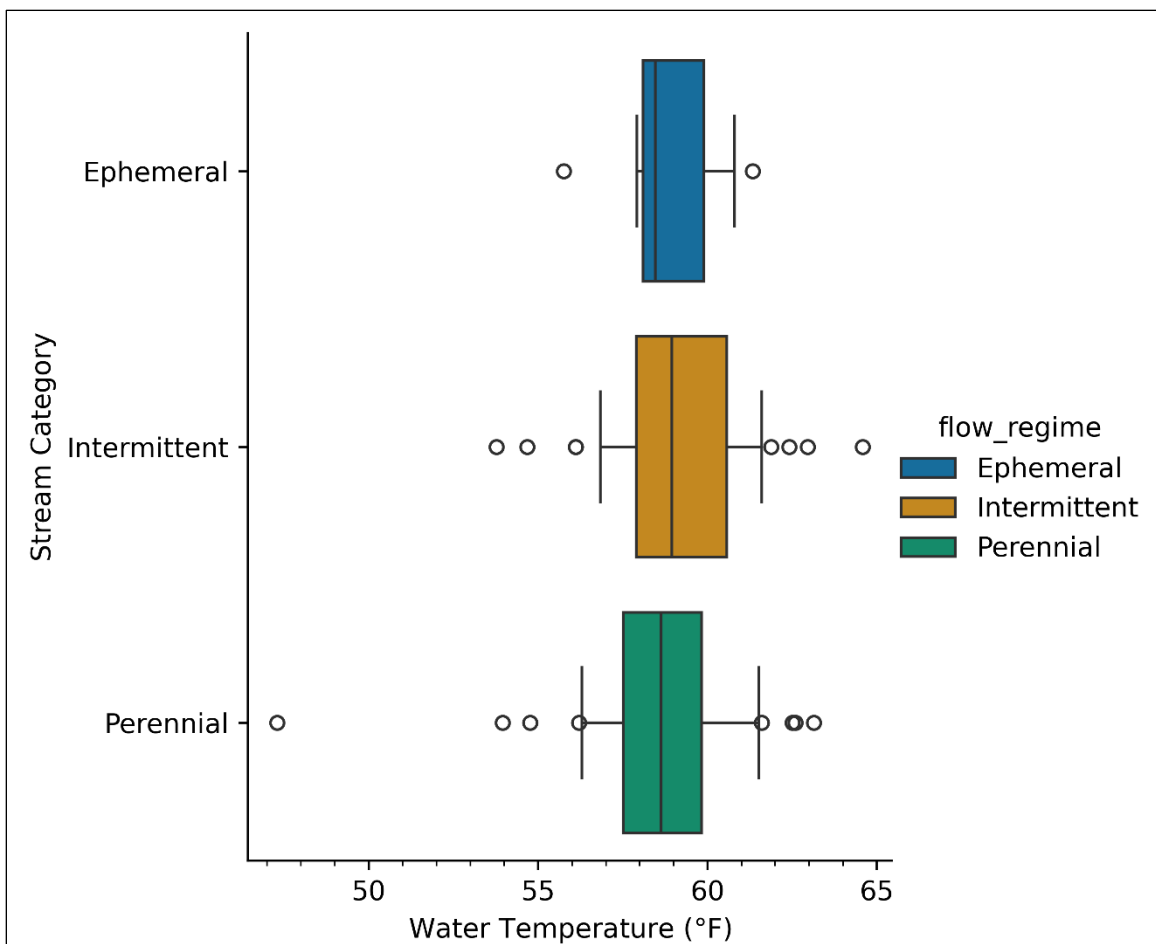 Stream Category
Ephemeral
Intermittent
Perennial
50
55
60
65
Water Temperature (°F)
flow_regime
Ephemeral
Intermittent
Perennial